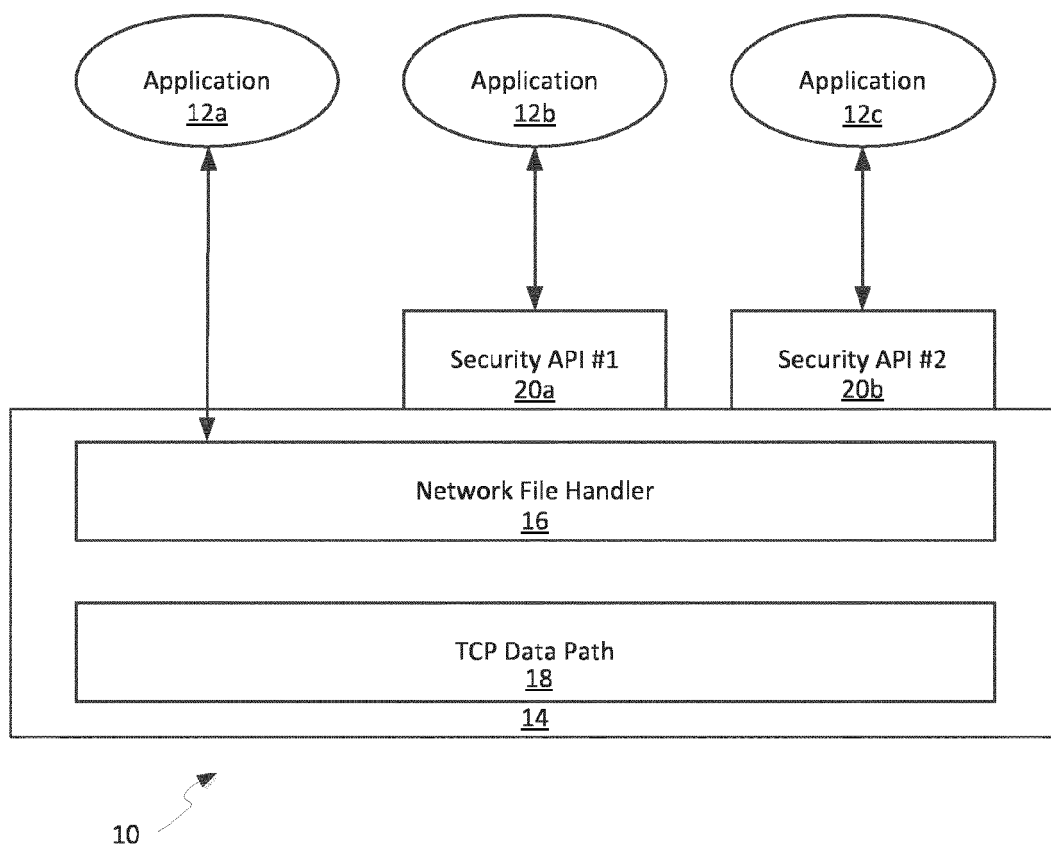 Application
12a
Application
12b
Application
12c
Security API #1
20a
Security API #2
20b
Network File Handler
16
TCP Data Path
18
14
10